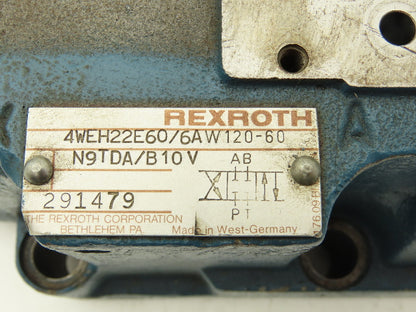 REXROTH
4WEH22E60/6AW120-60
N9TDA/B10V
AB
PT
291479
THE REXROTH CORPORATION
BETHLEHEM PA
Made in West-Germany
A